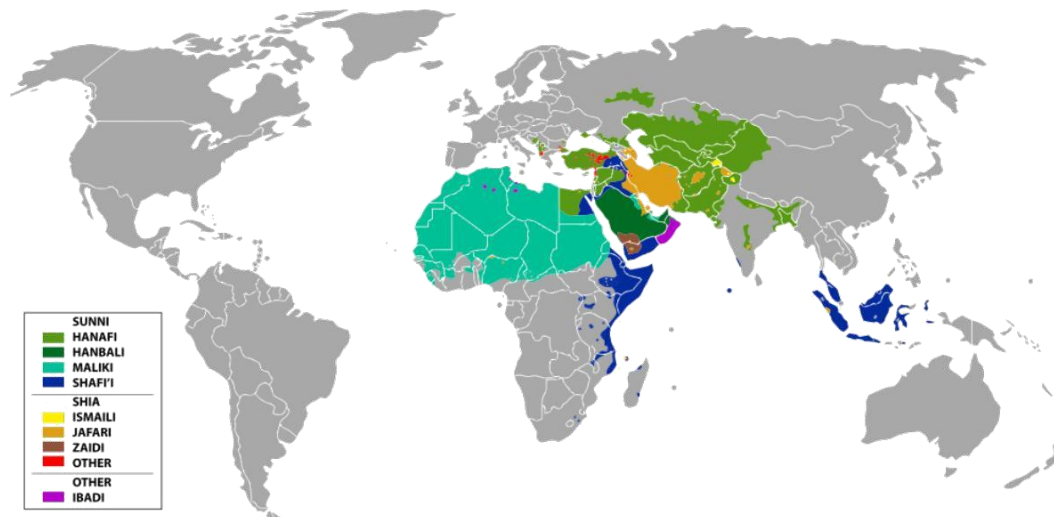 SUNNI
HANAFI
HANBALI
MALIKI
SHAFI'I
SHIA
ISMAILI
JAFARI
ZAIDI
OTHER
OTHER
IBADI